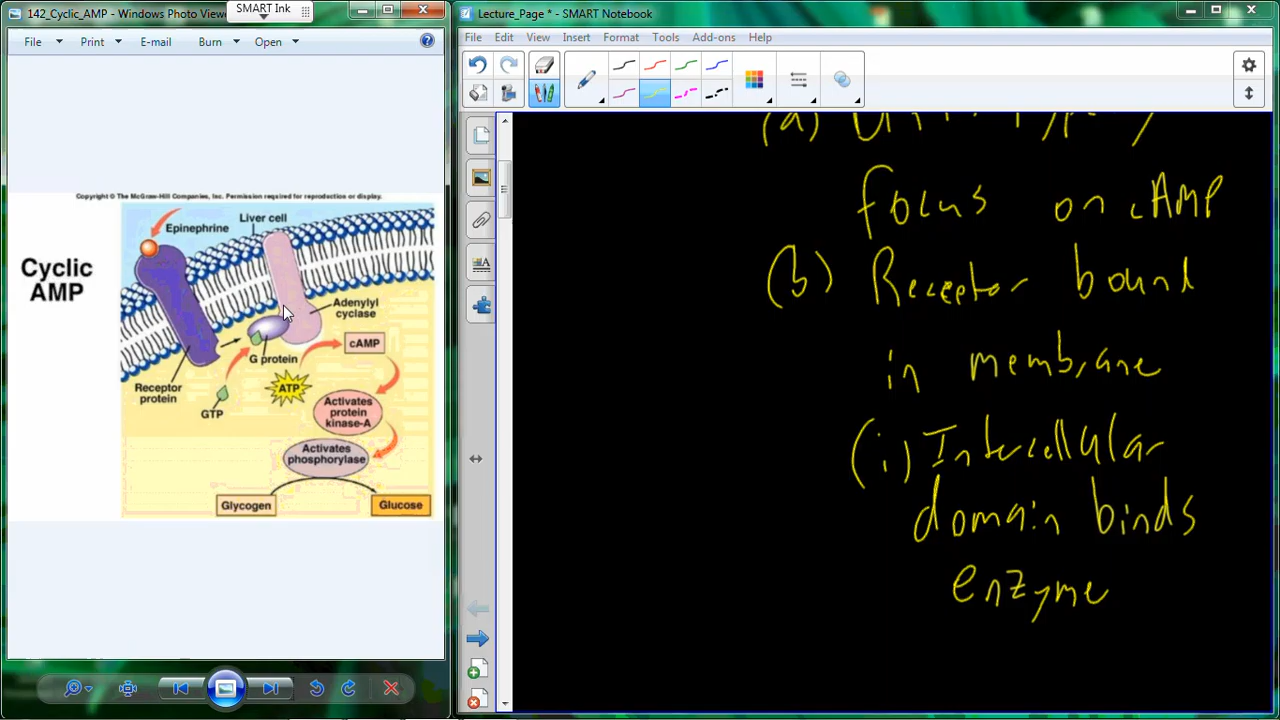 142_Cyclic_AMP - Windows Photo Viewe
SMART Ink
File Print E-mail Burn Open
Copyright © The McGraw-Hill Companies, Inc. Permission required for reproduction or display.
Cyclic
AMP
Epinephrine
Liver cell
Adenylyl
cyclase
G protein
cAMP
Receptor
protein
GTP
ATP
Activates
protein
kinase-A
Activates
phosphorylase
Glycogen
Glucose
Lecture_Page * - SMART Notebook
File Edit View Insert Format Tools Add-ons Help
(a)
focus on cAMP
(b) Receptor bound
in membrane
(i) Intercellular
domain binds
enzyme